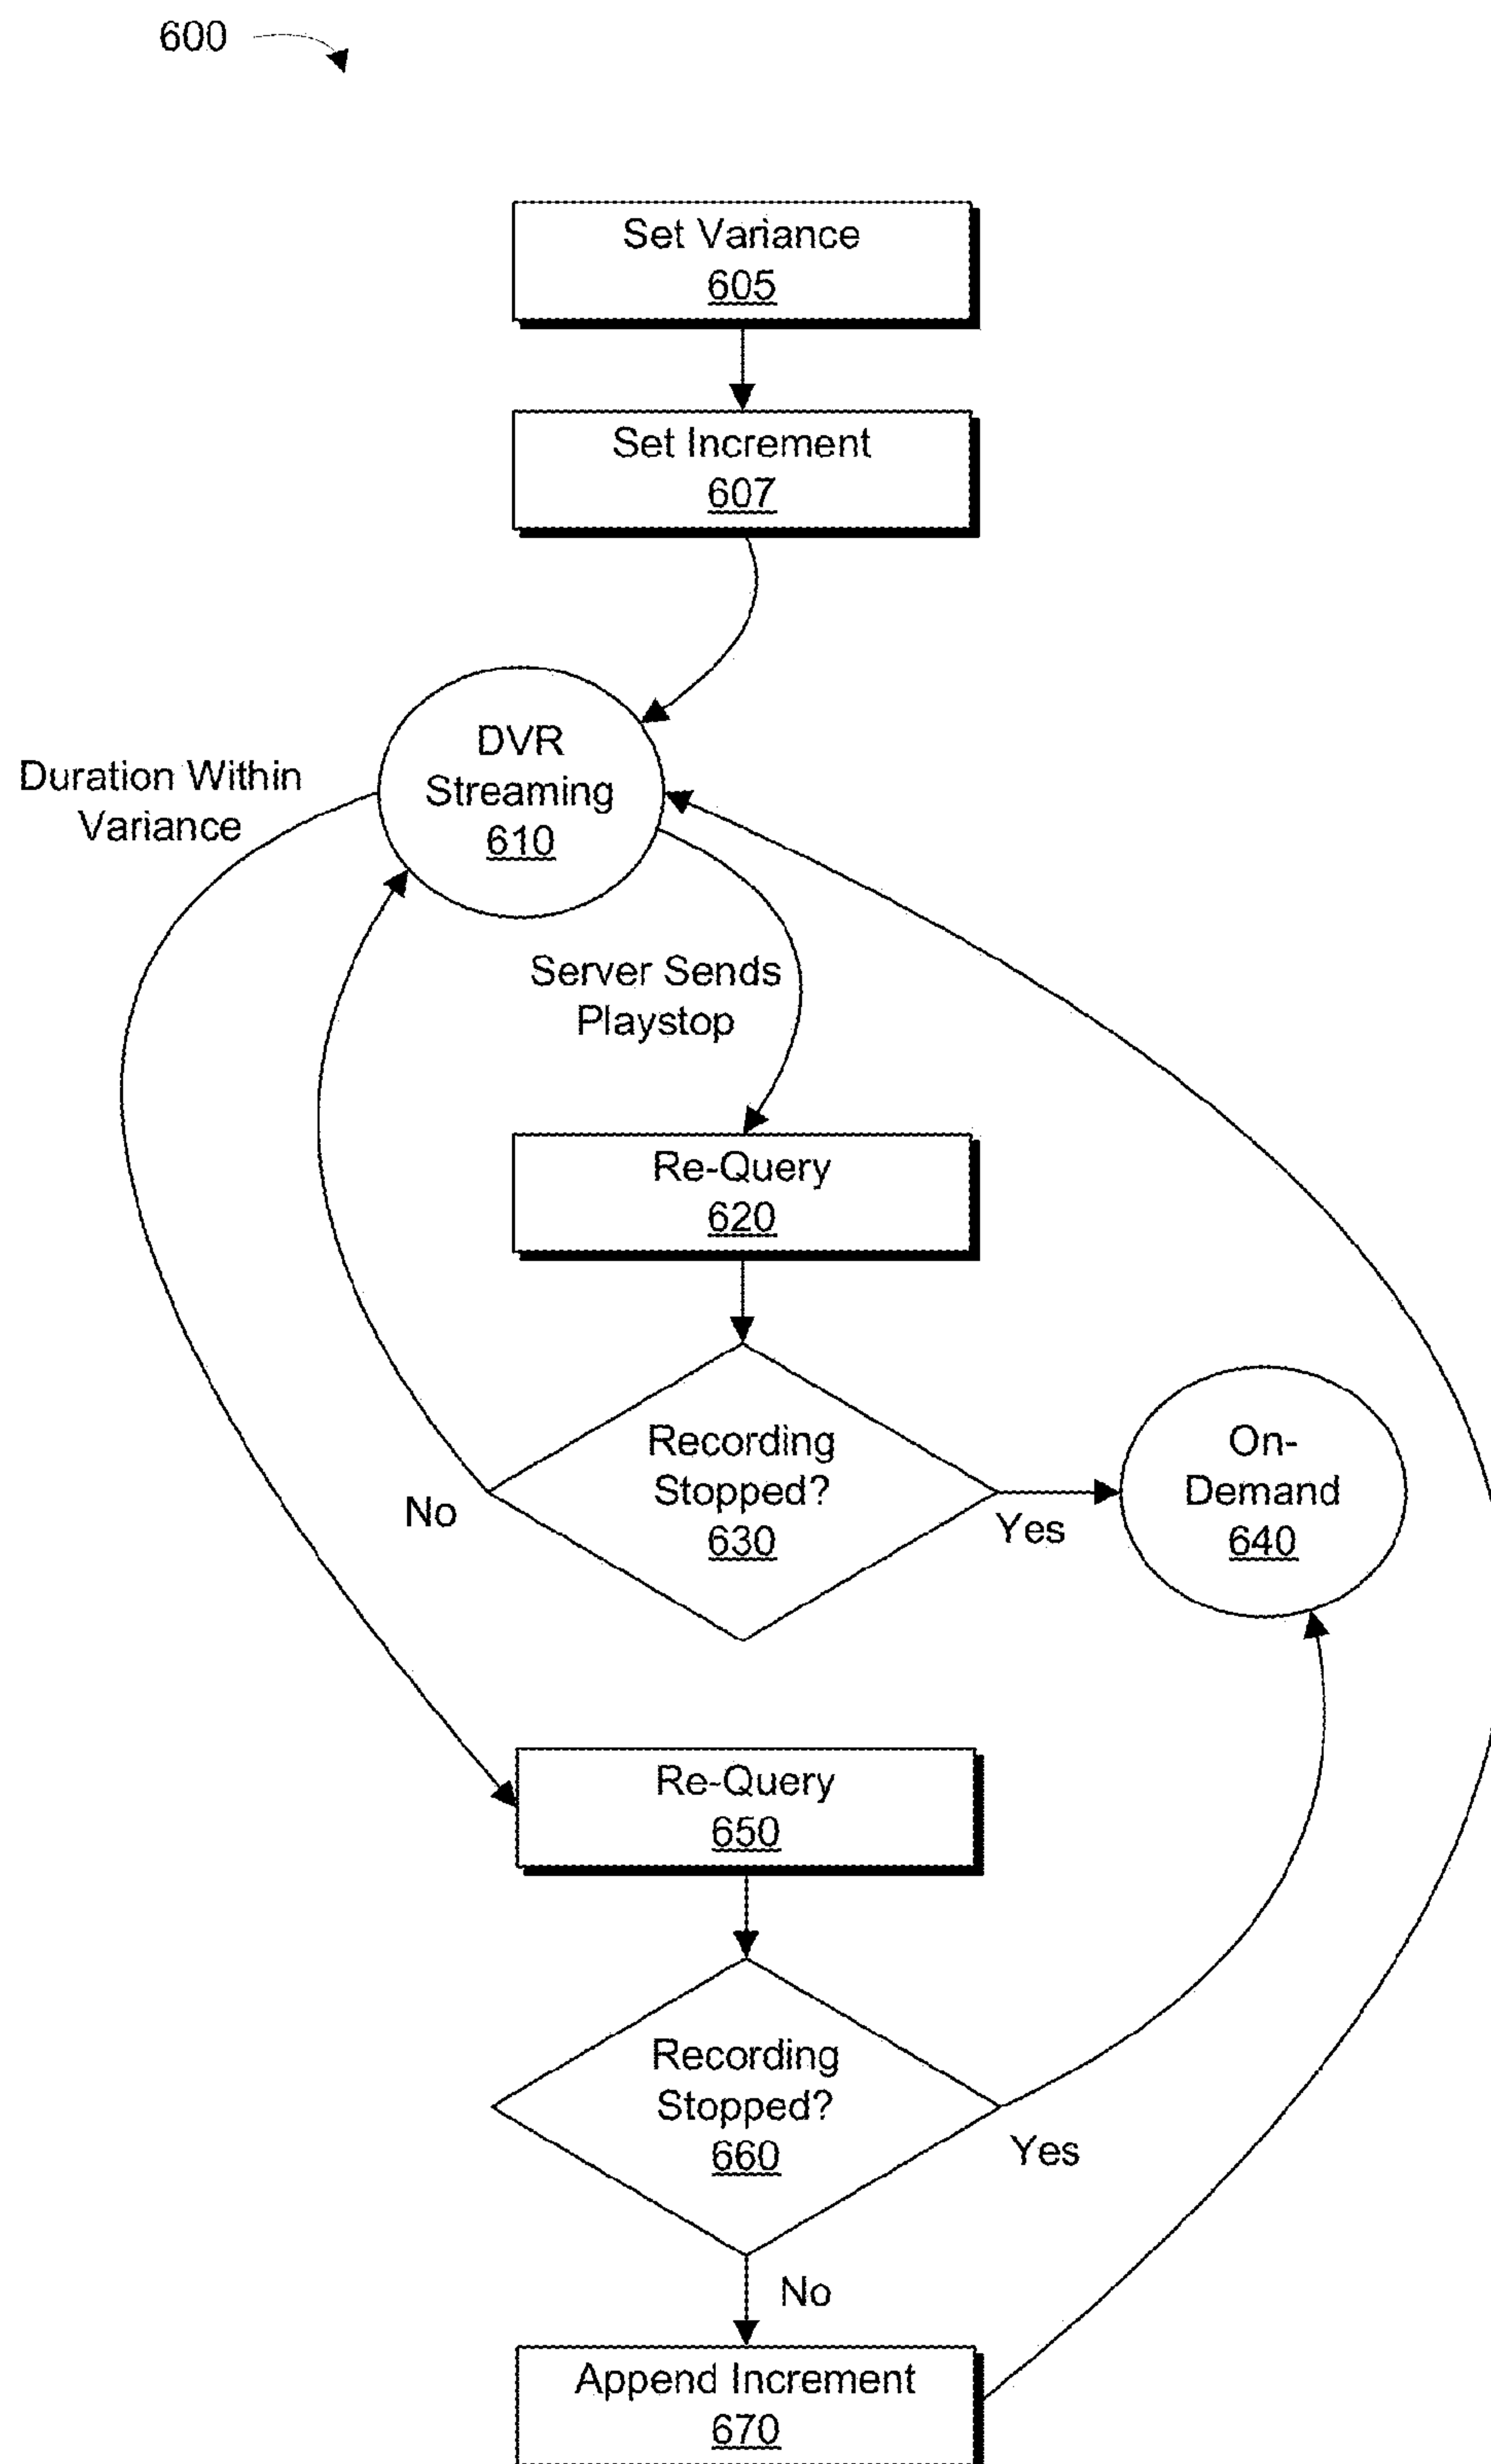 600
Set Variance
605
Set Increment
607
DVR
Streaming
610
Duration Within
Variance
Server Sends
Playstop
Re-Query
620
Recording
Stopped?
630
No
Yes
On-
Demand
640
Re-Query
650
Recording
Stopped?
660
Yes
No
Append Increment
670